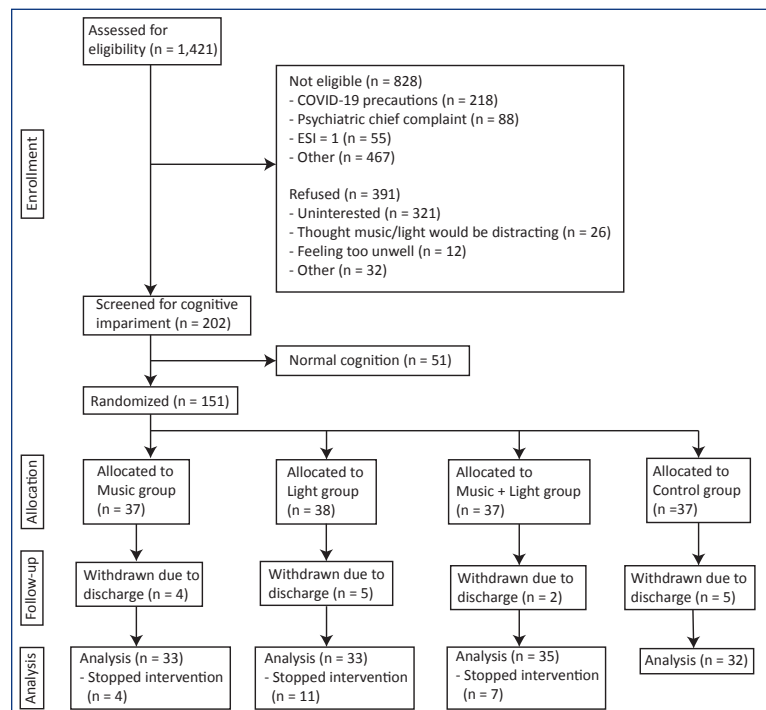 Assessed for
eligibility (n = 1,421)
Not eligible (n = 828)
- COVID-19 precautions (n = 218)
- Psychiatric chief complaint (n = 88)
- ESI = 1 (n = 55)
- Other (n = 467)
Refused (n = 391)
- Uninterested (n = 321)
- Thought music/light would be distracting (n = 26)
- Feeling too unwell (n = 12)
- Other (n = 32)
Enrollment
Screened for cognitive
impariment (n = 202)
Normal cognition (n = 51)
Randomized (n = 151)
Allocation
Allocated to
Music group
(n = 37)
Allocated to
Light group
(n = 38)
Allocated to
Music + Light group
(n = 37)
Allocated to
Control group
(n =37)
Follow-up
Withdrawn due to
discharge (n = 4)
Withdrawn due to
discharge (n = 5)
Withdrawn due to
discharge (n = 2)
Withdrawn due to
discharge (n = 5)
Analysis
Analysis (n = 33)
- Stopped intervention
(n = 4)
Analysis (n = 33)
- Stopped intervention
(n = 11)
Analysis (n = 35)
- Stopped intervention
(n = 7)
Analysis (n = 32)